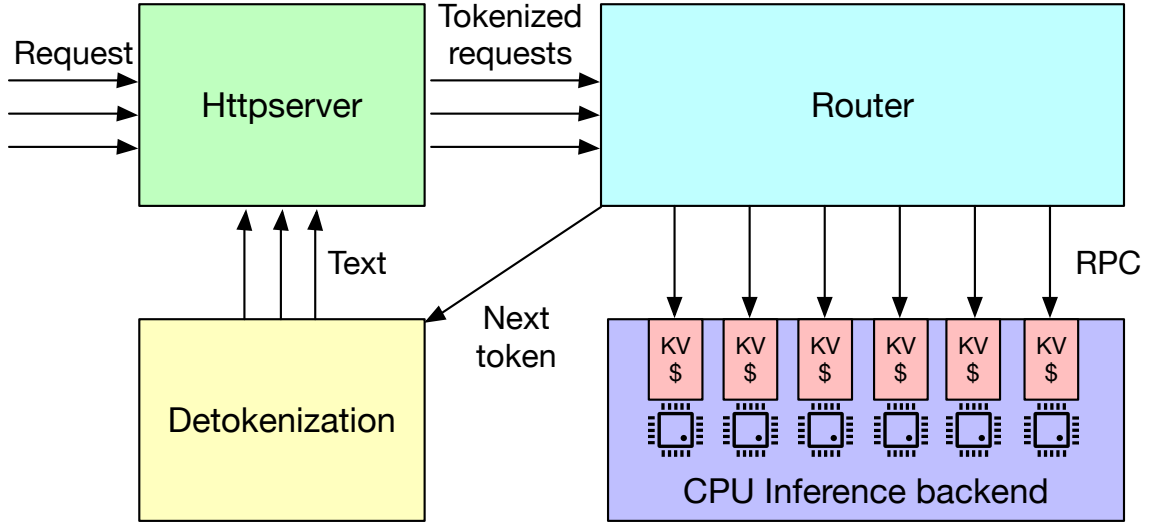 Request
Httpserver
Tokenized
requests
Router
Text
Next
token
RPC
Detokenization
KV
$
KV
$
KV
$
KV
$
KV
$
KV
$
CPU Inference backend